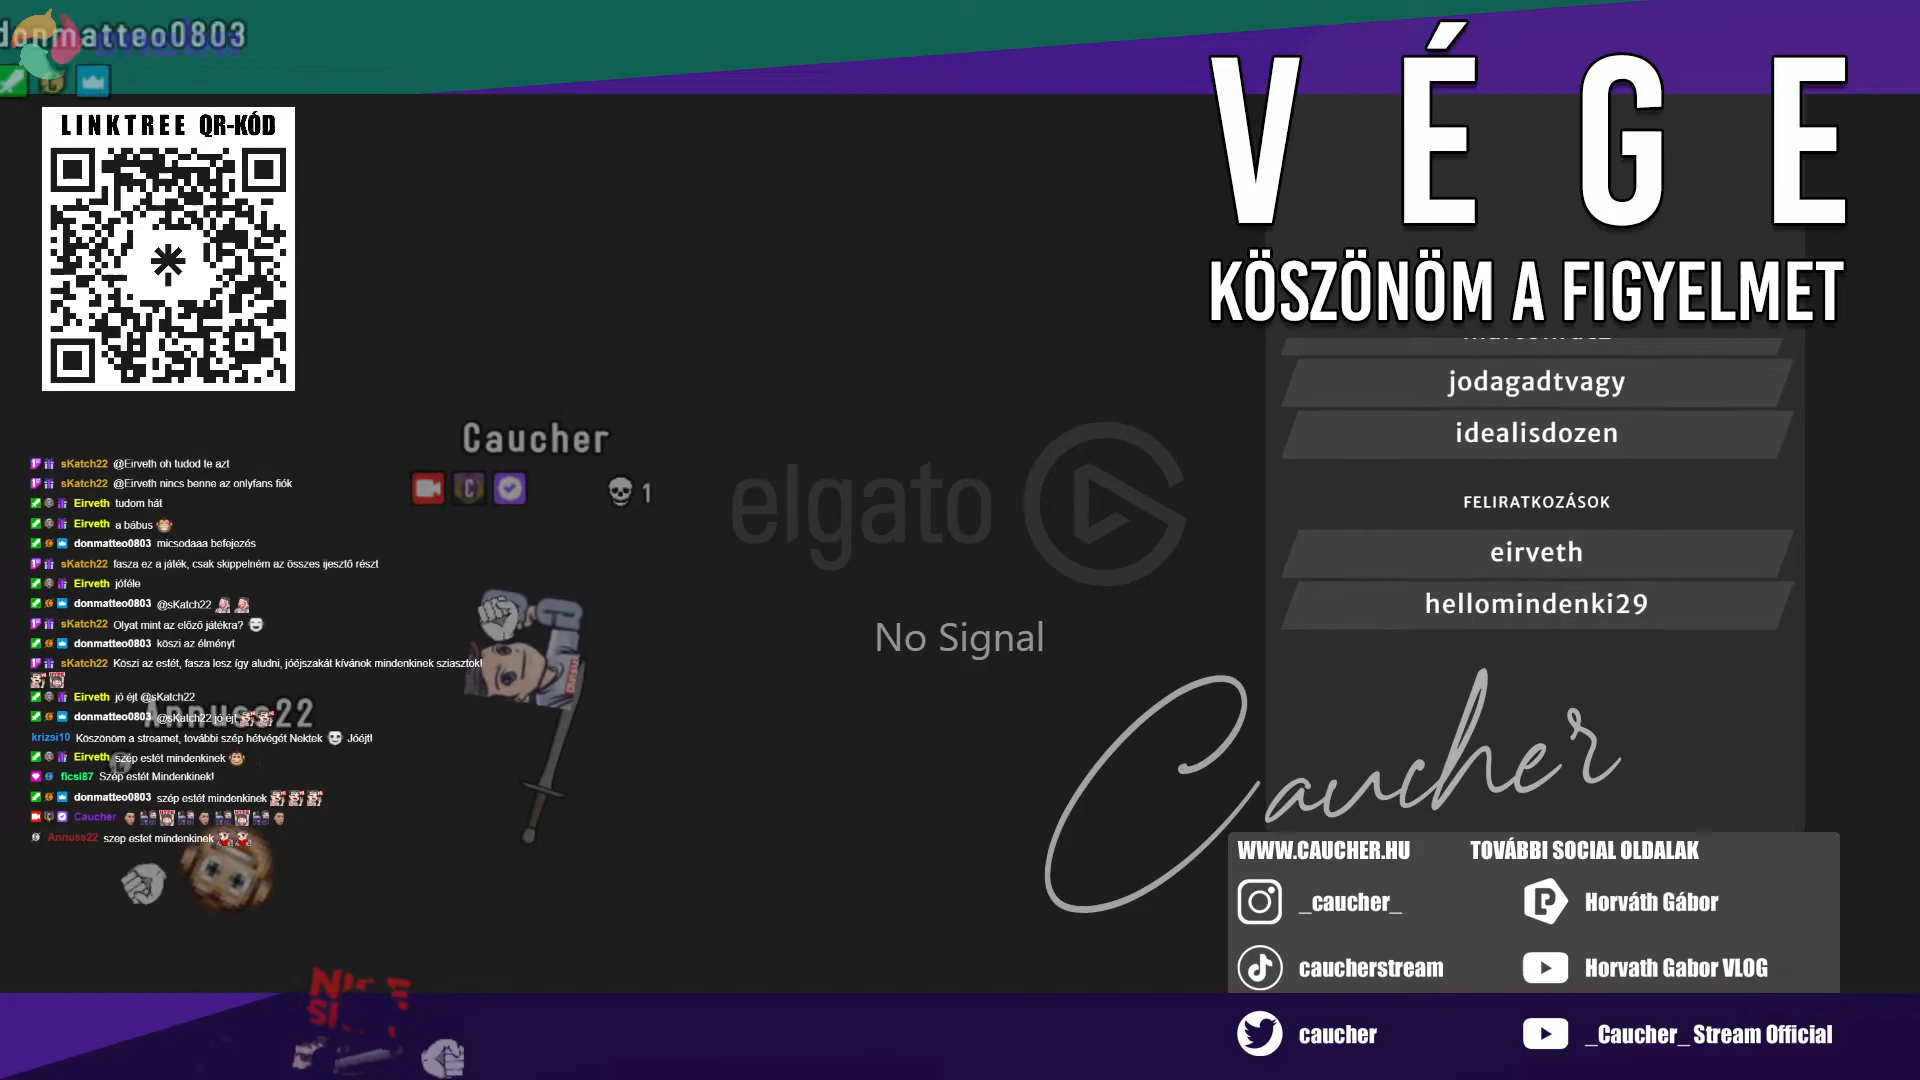 donmatteo0803
LINKTREE QR-KÓD
VÉGE
KÖSZÖNÖM A FIGYELMET
jodagadtvagy
idealisdozen
FELIRATKOZÁSOK
eirveth
hellomindenki29
Caucher
1
elgato
No Signal
sKatch22 @Eirveth oh tudod te azt
sKatch22 @Eirveth nincs benne az onlyfans fiók
Eirveth tudom hát
Eirveth a bábus
donmatteo0803 micsodaaa befejezés
sKatch22 fasza ez a játék, csak skippelném az összes ijesztő részt
Eirveth jóféle
donmatteo0803 @sKatch22
sKatch22 Olyat mint az előző játékra?
donmatteo0803 köszi az élményt
sKatch22 Köszi az estét, fasza lesz így aludni, jóéjszakát kívánok mindenkinek sziasztok!
Eirveth jó éjt @sKatch22
Annuss22
donmatteo0803 @sKatch22 jó éjt
krizsi10 Köszönöm a streamet, további szép hétvégét Nektek Jóéjt!
Eirveth szép estét mindenkinek
ficsi87 Szép estét Mindenkinek!
donmatteo0803 szép estét mindenkinek
Caucher
Annuss22 szep estet mindenkinek
Caucher
WWW.CAUCHER.HU
TOVÁBBI SOCIAL OLDALAK
_caucher_
Horváth Gábor
caucherstream
Horvath Gabor VLOG
caucher
_Caucher_ Stream Official